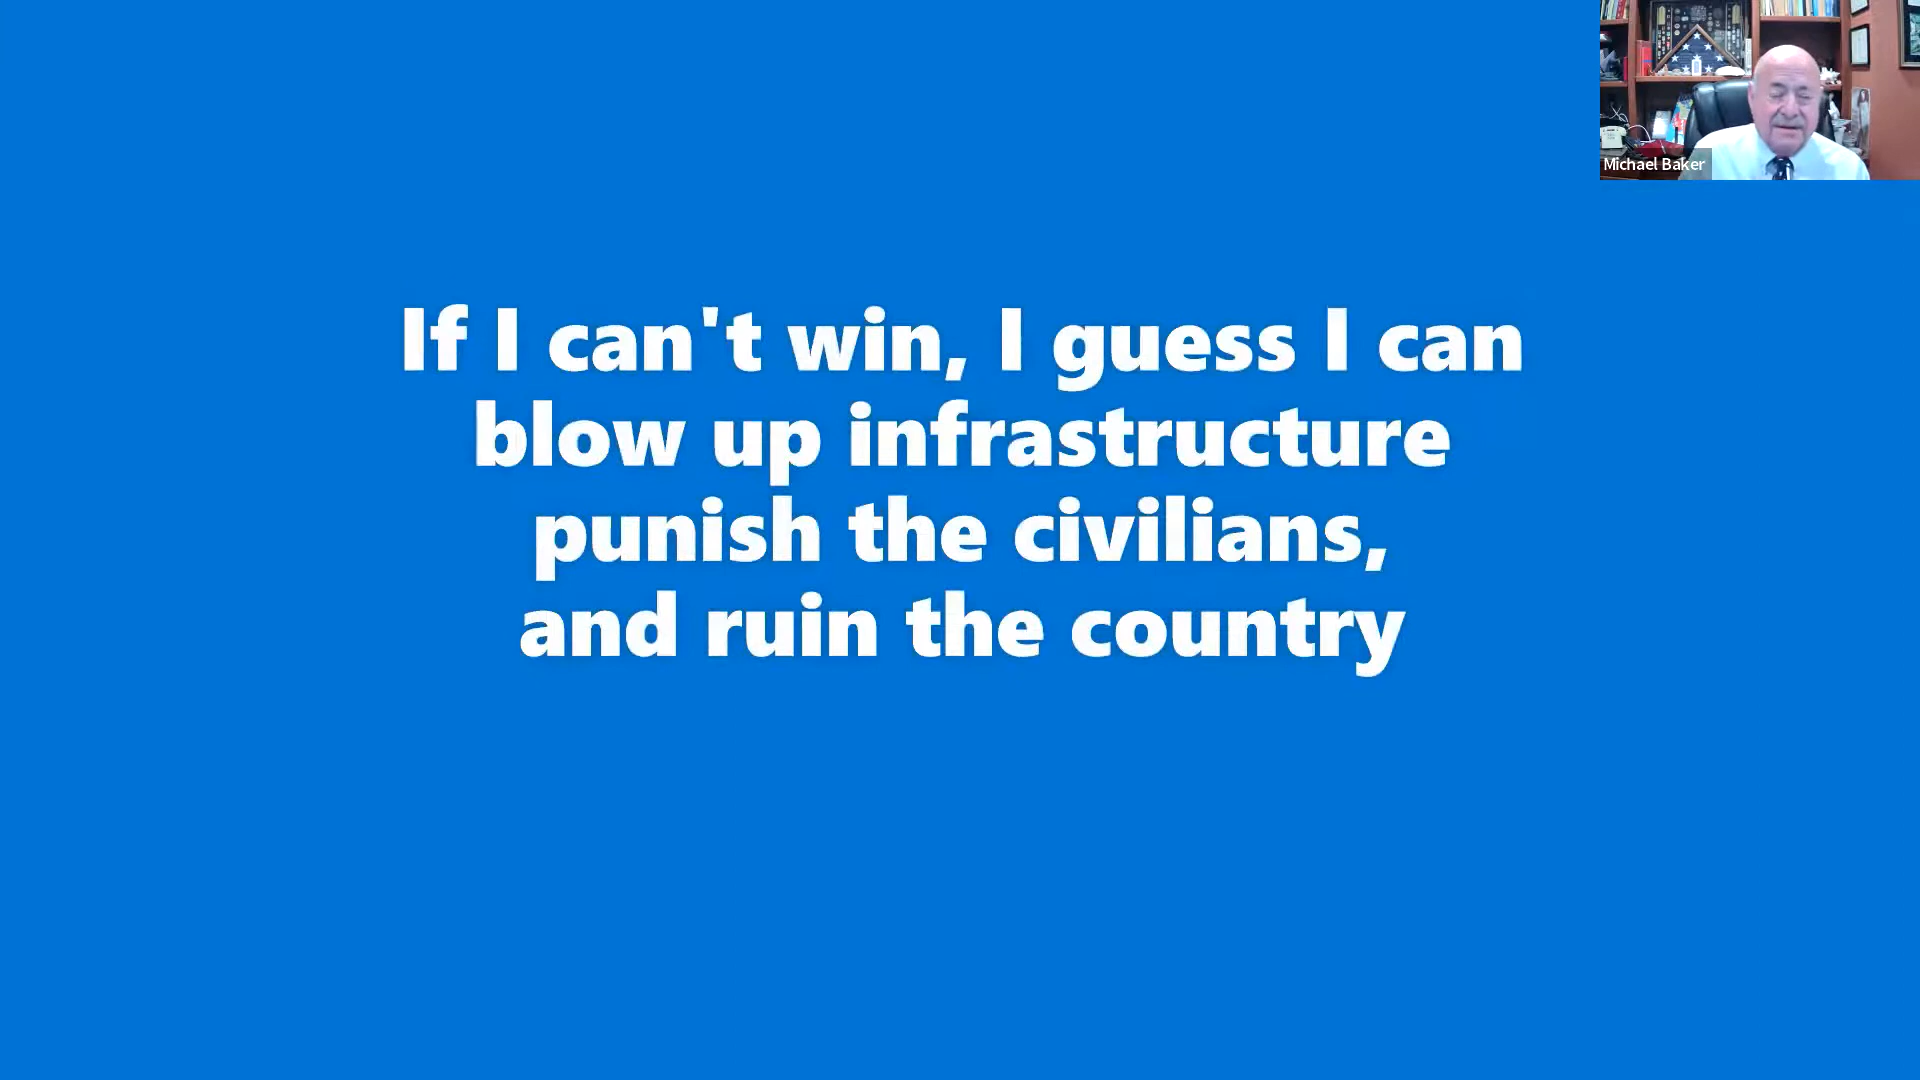 Michael Baker
If I can't win, I guess I can
blow up infrastructure
punish the civilians,
and ruin the country